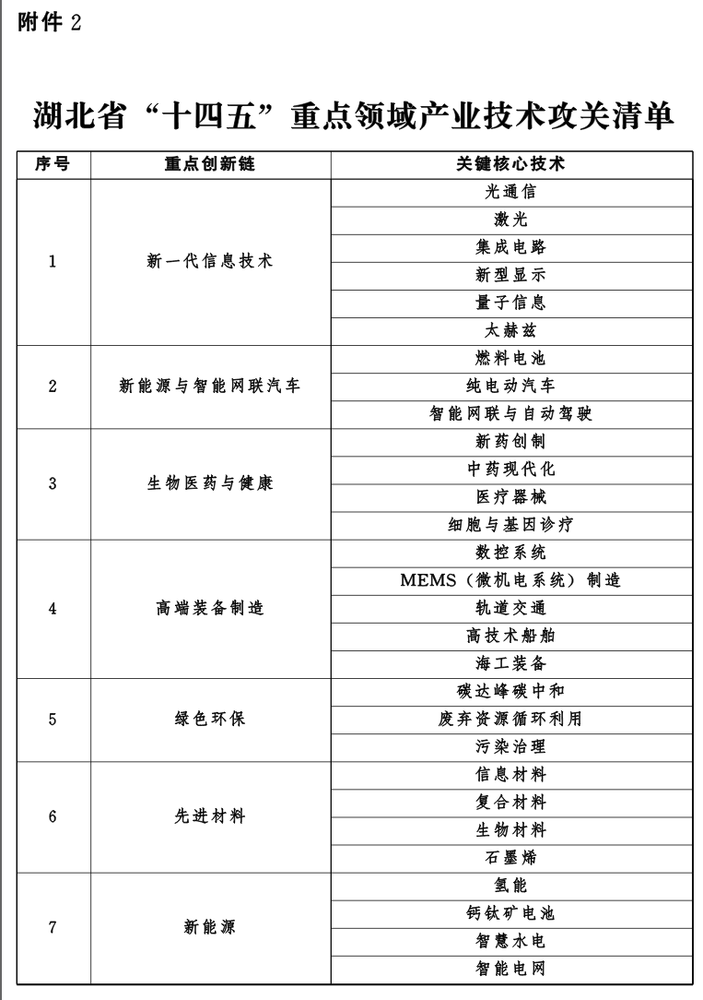 附件 2
湖北省“十四五”重点领域产业技术攻关清单
序号 重点创新链 关键核心技术
1 新一代信息技术 光通信
激光
集成电路
新型显示
量子信息
太赫兹
2 新能源与智能网联汽车 燃料电池
纯电动汽车
智能网联与自动驾驶
3 生物医药与健康 新药创制
中药现代化
医疗器械
细胞与基因诊疗
4 高端装备制造 数控系统
MEMS（微机电系统）制造
轨道交通
高技术船舶
海工装备
5 绿色环保 碳达峰碳中和
废弃资源循环利用
污染治理
6 先进材料 信息材料
复合材料
生物材料
石墨烯
7 新能源 氢能
钙钛矿电池
智慧水电
智能电网